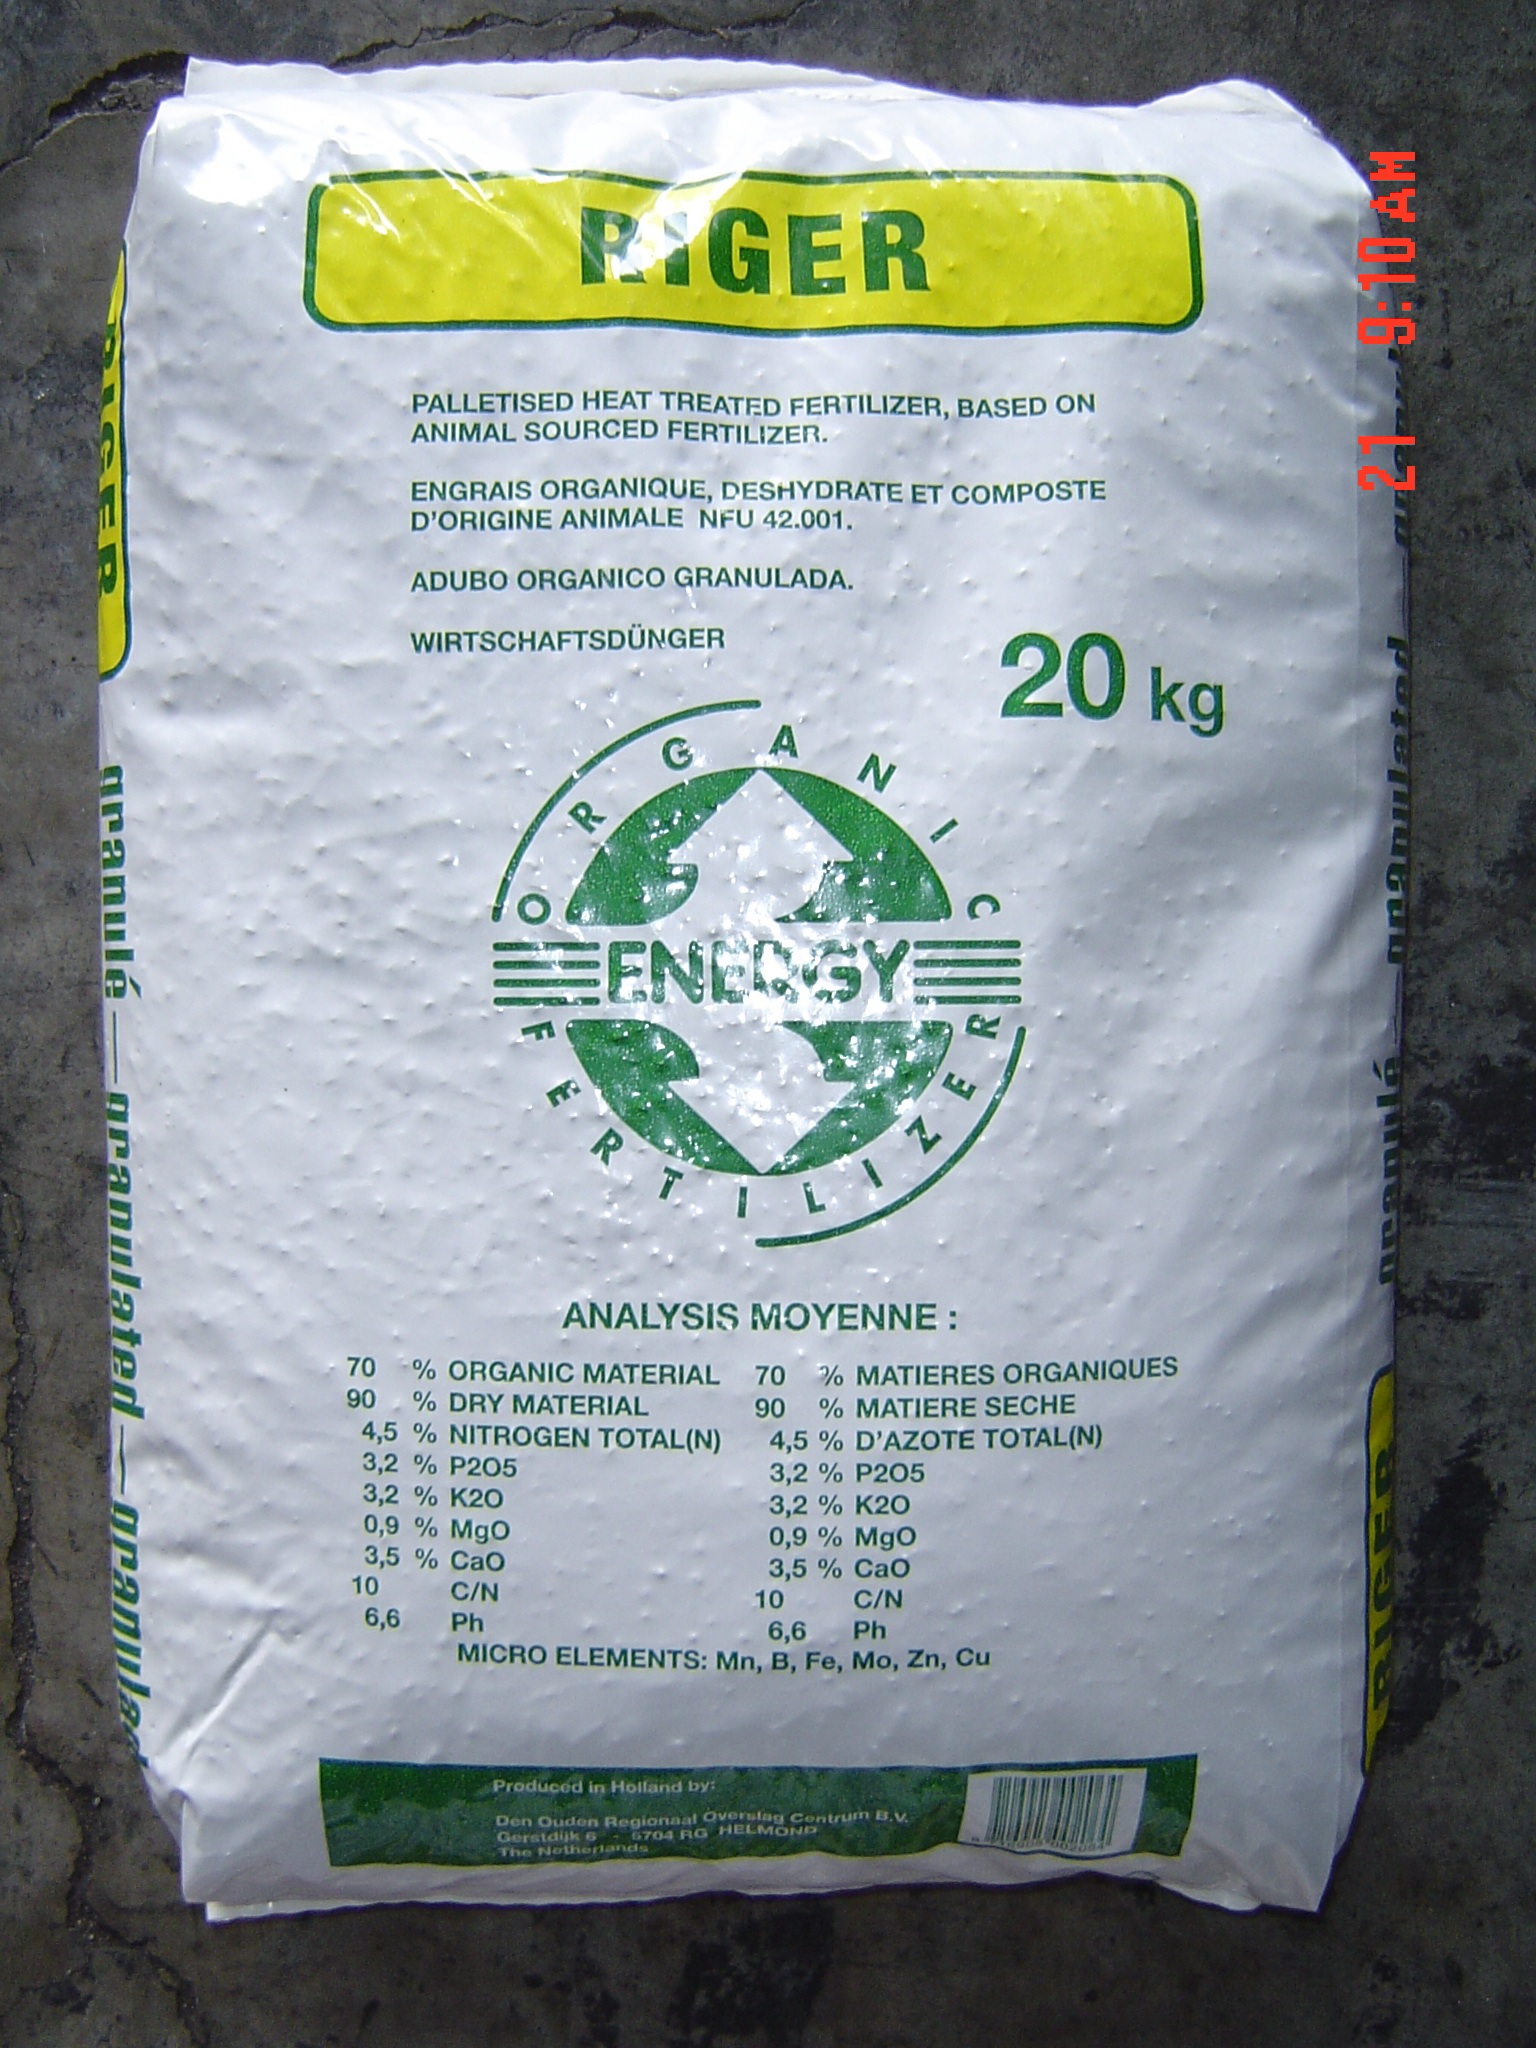 RIGER
PALLETISED HEAT TREATED FERTILIZER, BASED ON
ANIMAL SOURCED FERTILIZER.
ENGRAIS ORGANIQUE, DESHYDRATE ET COMPOSTE
D'ORIGINE ANIMALE NFU 42.001.
ADUBO ORGANICO GRANULADA.
WIRTSCHAFTSDÜNGER
20 kg
ORGANIC
ENERGY
FERTILIZER
ANALYSIS MOYENNE :
70 % ORGANIC MATERIAL 70 % MATIERES ORGANIQUES
90 % DRY MATERIAL 90 % MATIERE SECHE
4,5 % NITROGEN TOTAL(N) 4,5 % D'AZOTE TOTAL(N)
3,2 % P2O5 3,2 % P2O5
3,2 % K2O 3,2 % K2O
0,9 % MgO 0,9 % MgO
3,5 % CaO 3,5 % CaO
10 C/N 10 C/N
6,6 Ph 6,6 Ph
MICRO ELEMENTS: Mn, B, Fe, Mo, Zn, Cu
Produced in Holland by:
Den Ouden Regionaal Overslag Centrum B.V.
Gerstdijk 6 - 5704 RG HELMOND
The Netherlands
RIGER
granulé — granulated — granulé
granulated — granulé
RIGER
21 9:10 AM